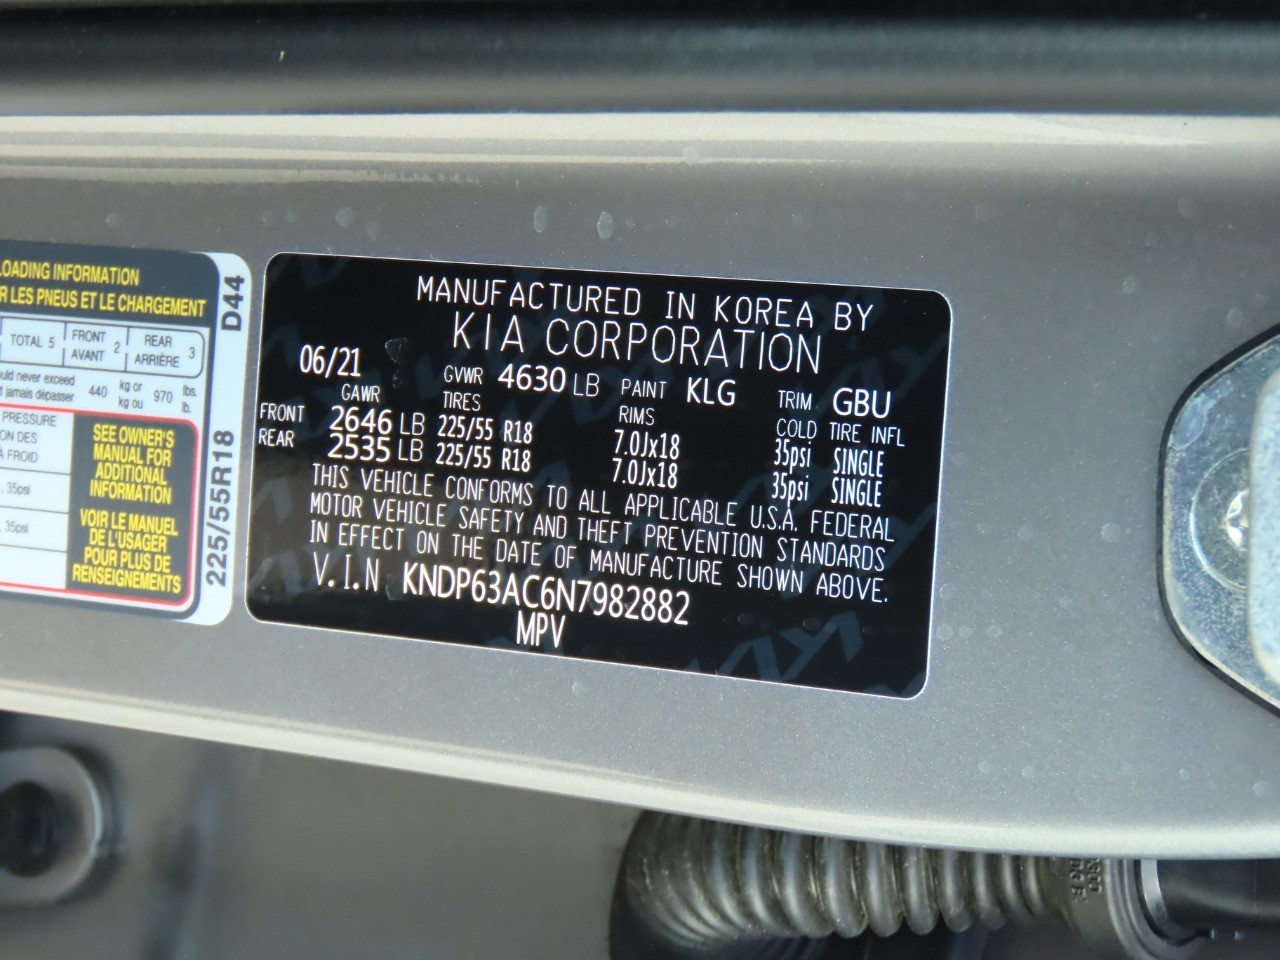 LOADING INFORMATION
R LES PNEUS ET LE CHARGEMENT
TOTAL 5 FRONT AVANT 2 REAR ARRIÈRE 3
should never exceed
jamais dépasser 440 kg or kg ou 970 lbs. lb.
PRESSURE
DES
FROID
35psi
35psi
SEE OWNER'S
MANUAL FOR
ADDITIONAL
INFORMATION
VOIR LE MANUEL
DE L'USAGER
POUR PLUS DE
RENSEIGNEMENTS
D44
225/55R18
MANUFACTURED IN KOREA BY
KIA CORPORATION
06/21 GVWR 4630 LB PAINT KLG TRIM GBU
GAWR TIRES RIMS COLD TIRE INFL
FRONT 2646 LB 225/55 R18 7.0Jx18 35psi SINGLE
REAR 2535 LB 225/55 R18 7.0Jx18 35psi SINGLE
THIS VEHICLE CONFORMS TO ALL APPLICABLE U.S.A. FEDERAL
MOTOR VEHICLE SAFETY AND THEFT PREVENTION STANDARDS
IN EFFECT ON THE DATE OF MANUFACTURE SHOWN ABOVE.
V.I.N KNDP63AC6N7982882
MPV